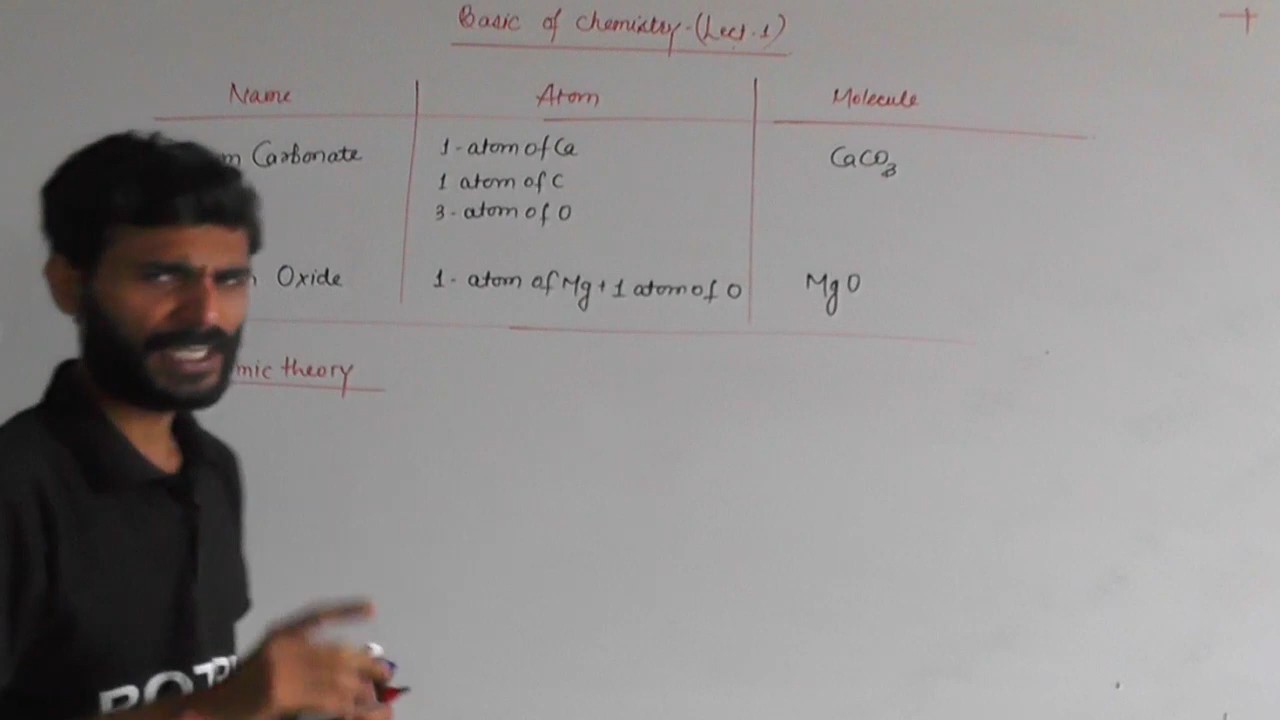 Basic of chemistry-(Lect.1)
Name Atom Molecule
m Carbonate 1-atom of Ca CaCO3
1 atom of C
3-atom of O
Oxide 1-atom of Mg+1 atom of O MgO
mic theory